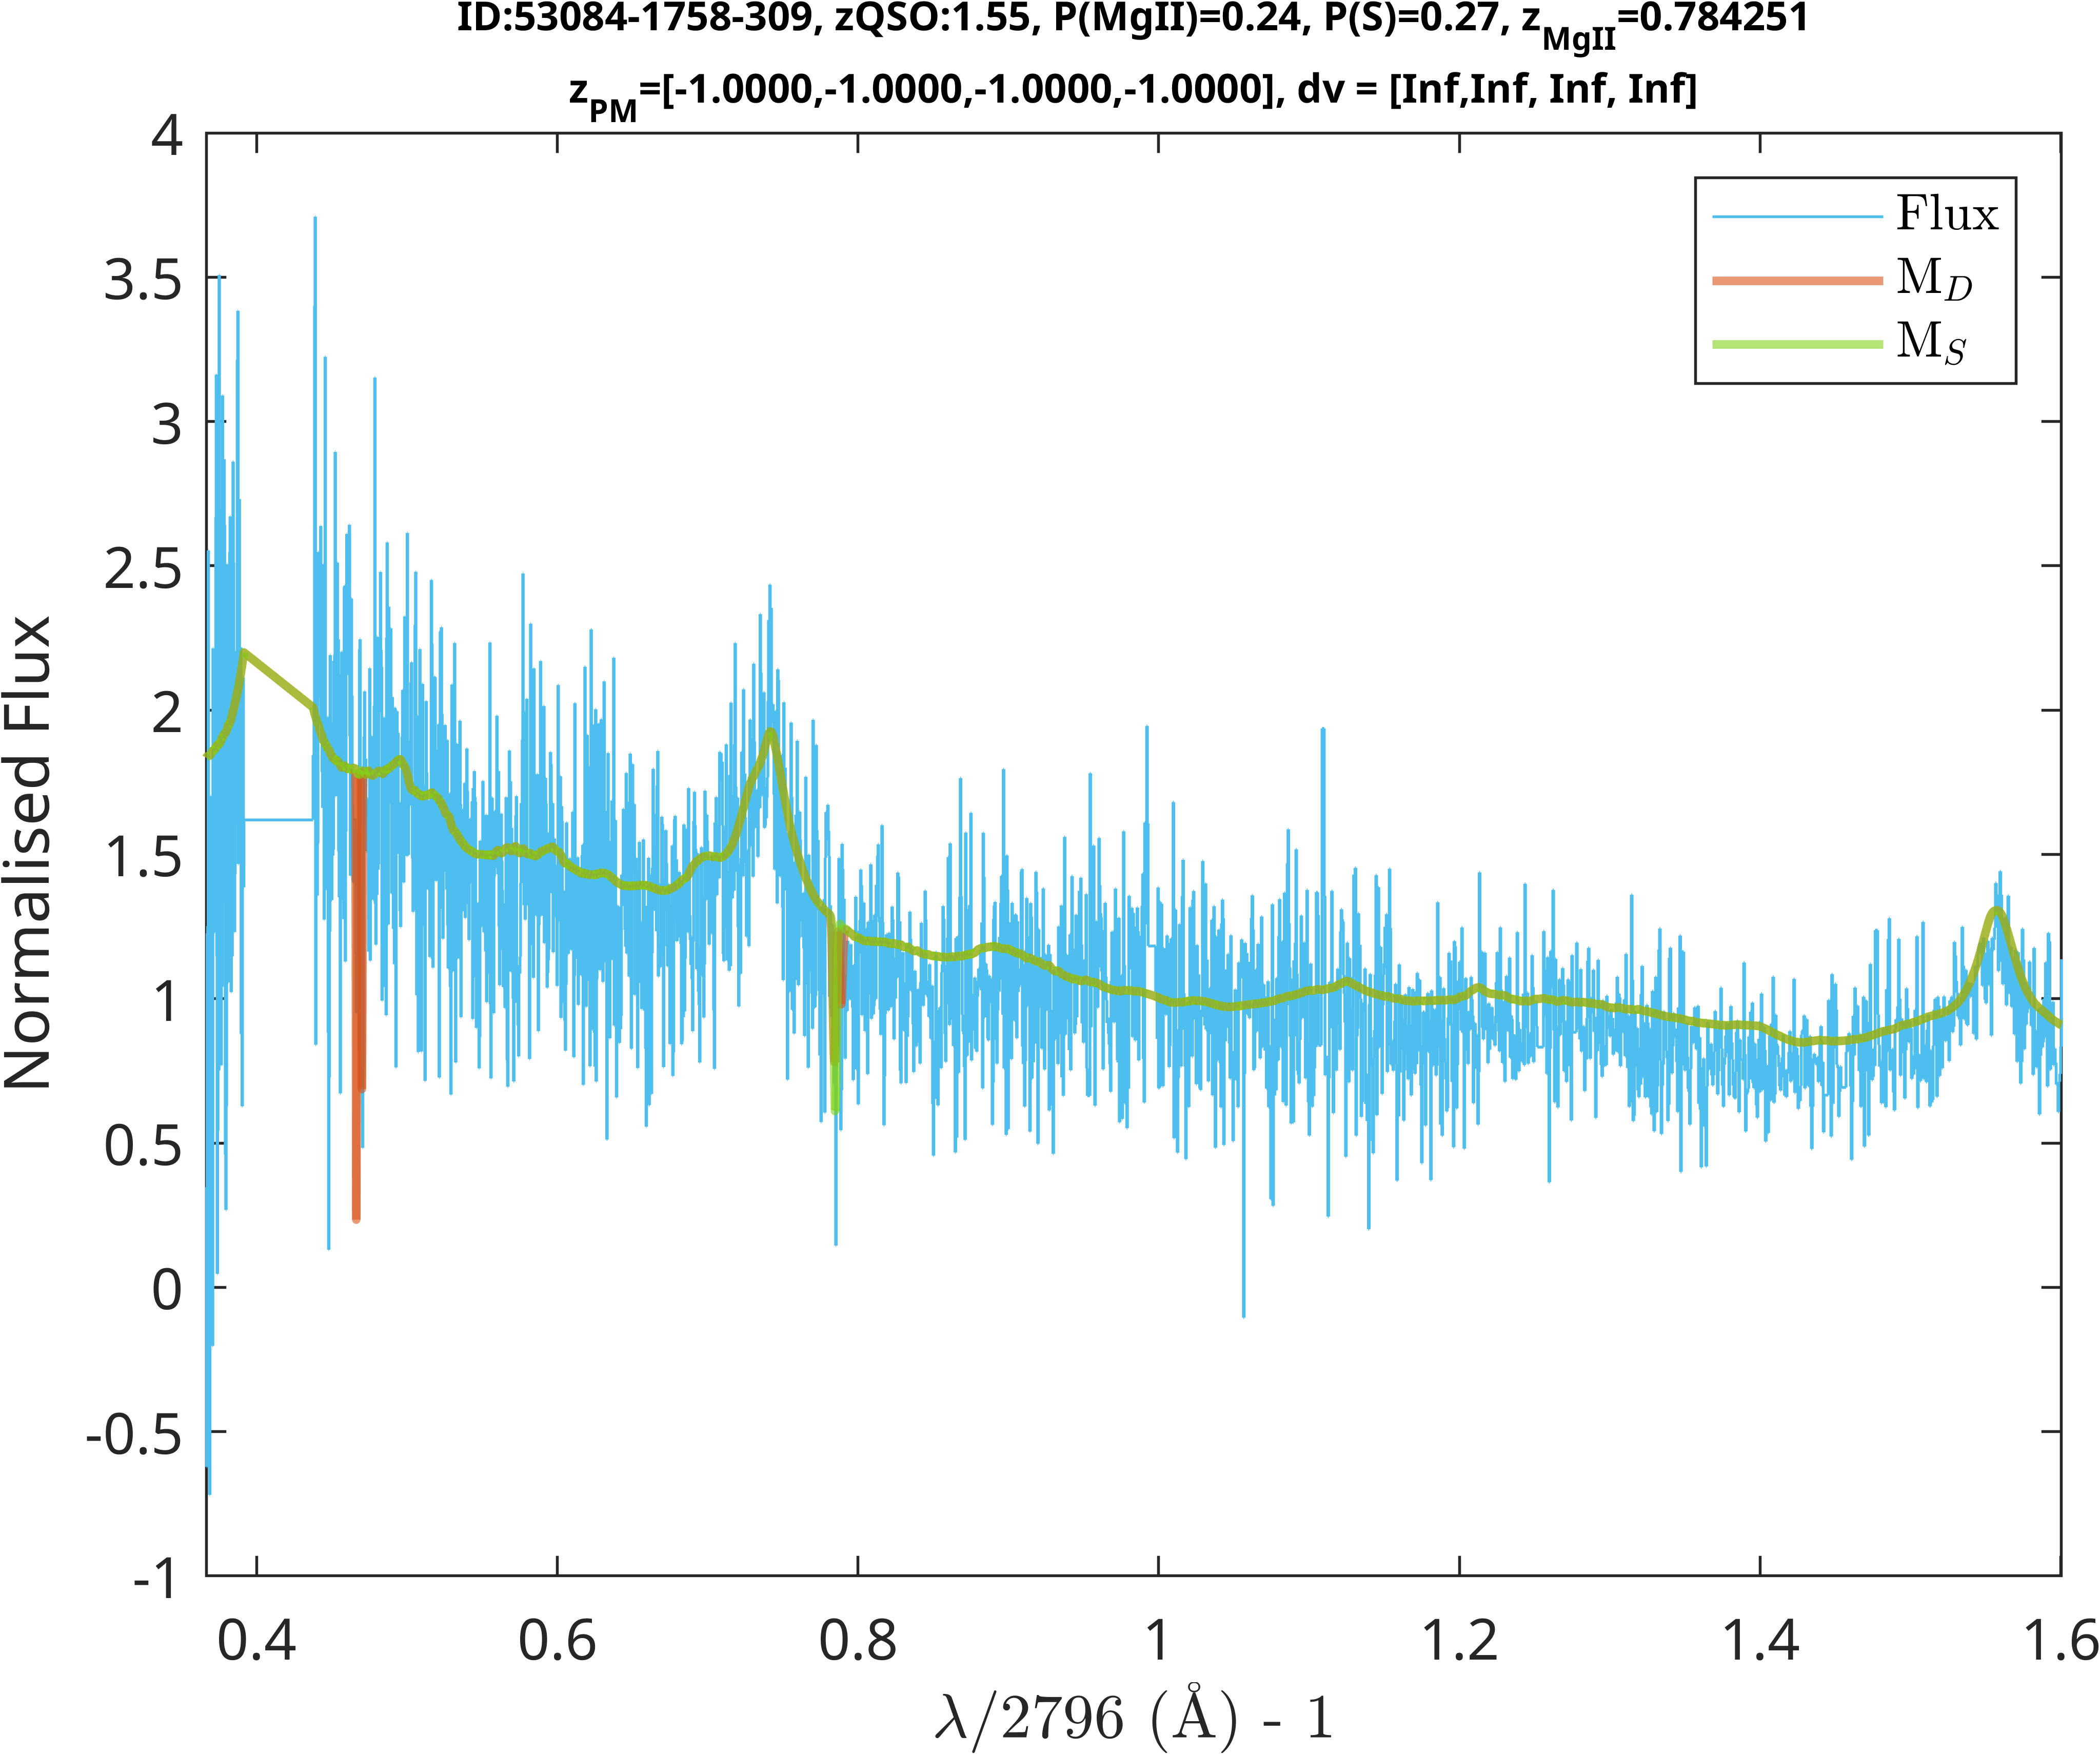 ID:53084-1758-309, zQSO:1.55, P(MgII)=0.24, P(S)=0.27, zMgII=0.784251
zPM=[-1.0000,-1.0000,-1.0000,-1.0000], dv = [Inf,Inf, Inf, Inf]
4
3.5
3
2.5
2
1.5
1
0.5
0
-0.5
-1
Normalised Flux
Flux
MD
MS
0.4 0.6 0.8 1 1.2 1.4 1.6
λ/2796 (Å) - 1